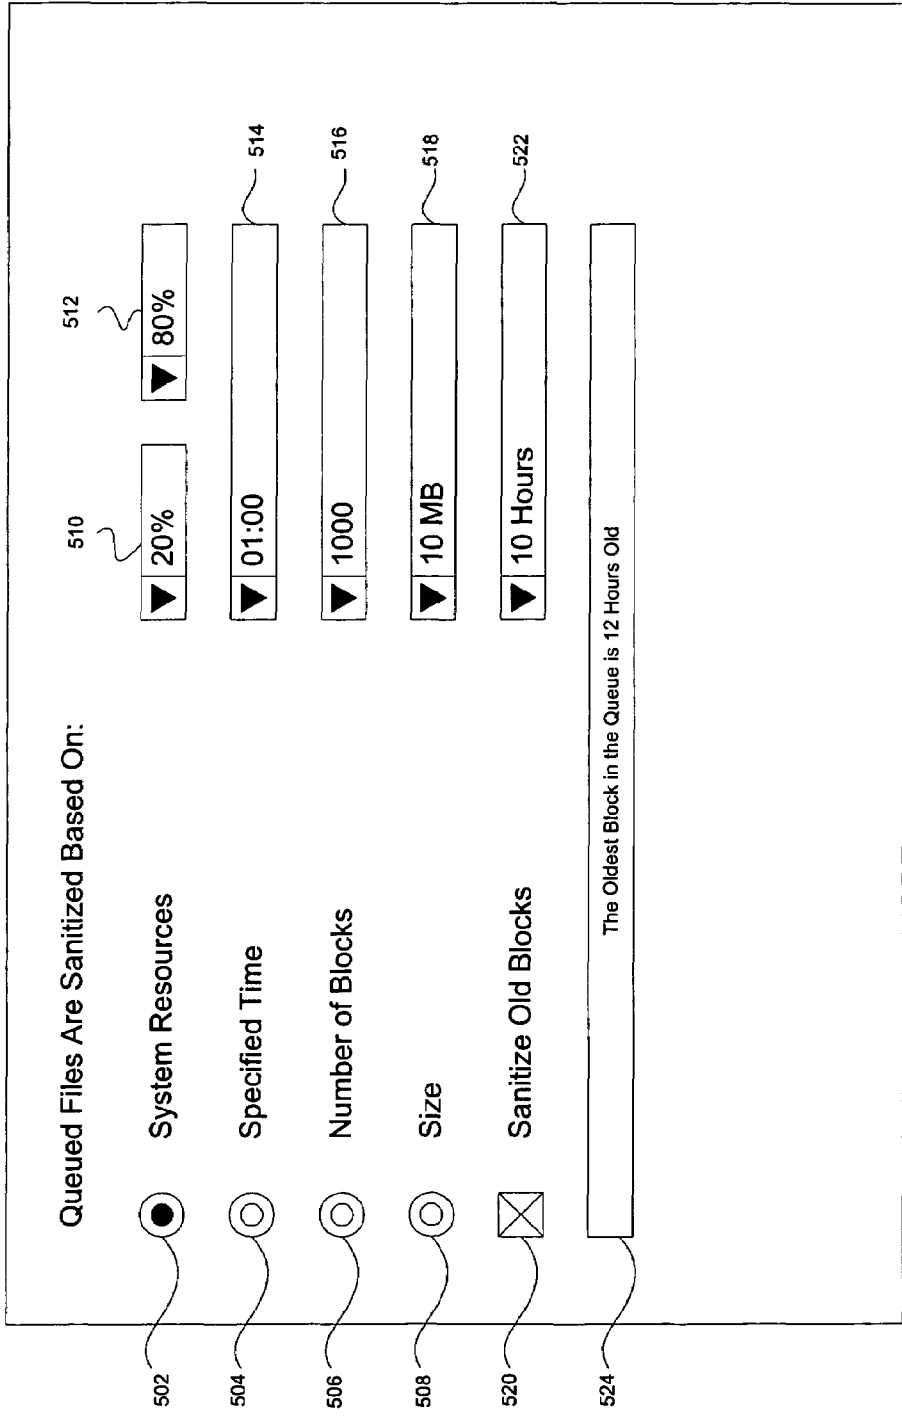 Queued Files Are Sanitized Based On:
510
512
502
System Resources
20%
80%
504
Specified Time
01:00
514
506
Number of Blocks
1000
516
508
Size
10 MB
518
520
Sanitize Old Blocks
10 Hours
522
524
The Oldest Block in the Queue is 12 Hours Old